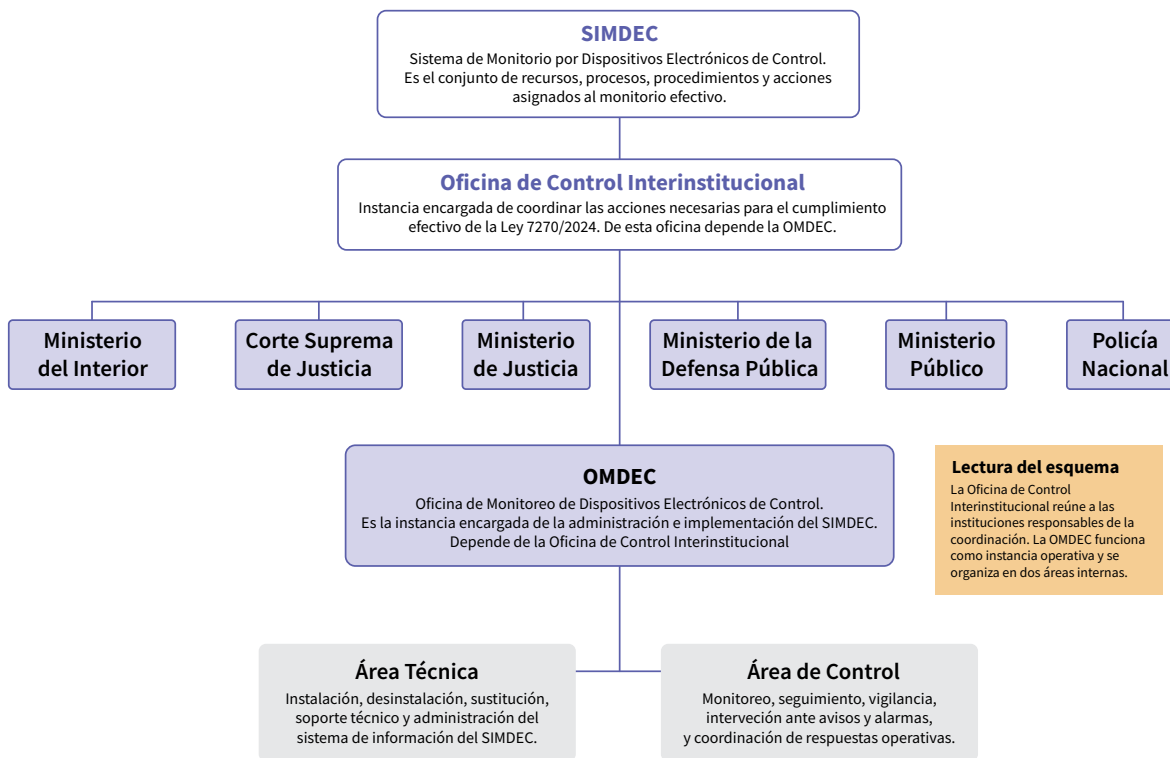 SIMDEC
Sistema de Monitorio por Dispositivos Electrónicos de Control.
Es el conjunto de recursos, procesos, procedimientos y acciones
asignados al monitorio efectivo.
Oficina de Control Interinstitucional
Instancia encargada de coordinar las acciones necesarias para el cumplimiento
efectivo de la Ley 7270/2024. De esta oficina depende la OMDEC.
Ministerio
del Interior
Corte Suprema
de Justicia
Ministerio
de Justicia
Ministerio de la
Defensa Pública
Ministerio
Público
Policía
Nacional
OMDEC
Oficina de Monitoreo de Dispositivos Electrónicos de Control.
Es la instancia encargada de la administración e implementación del SIMDEC.
Depende de la Oficina de Control Interinstitucional
Lectura del esquema
La Oficina de Control
Interinstitucional reúne a las
instituciones responsables de la
coordinación. La OMDEC funciona
como instancia operativa y se
organiza en dos áreas internas.
Área Técnica
Instalación, desinstalación, sustitución,
soporte técnico y administración del
sistema de información del SIMDEC.
Área de Control
Monitoreo, seguimiento, vigilancia,
interveción ante avisos y alarmas,
y coordinación de respuestas operativas.